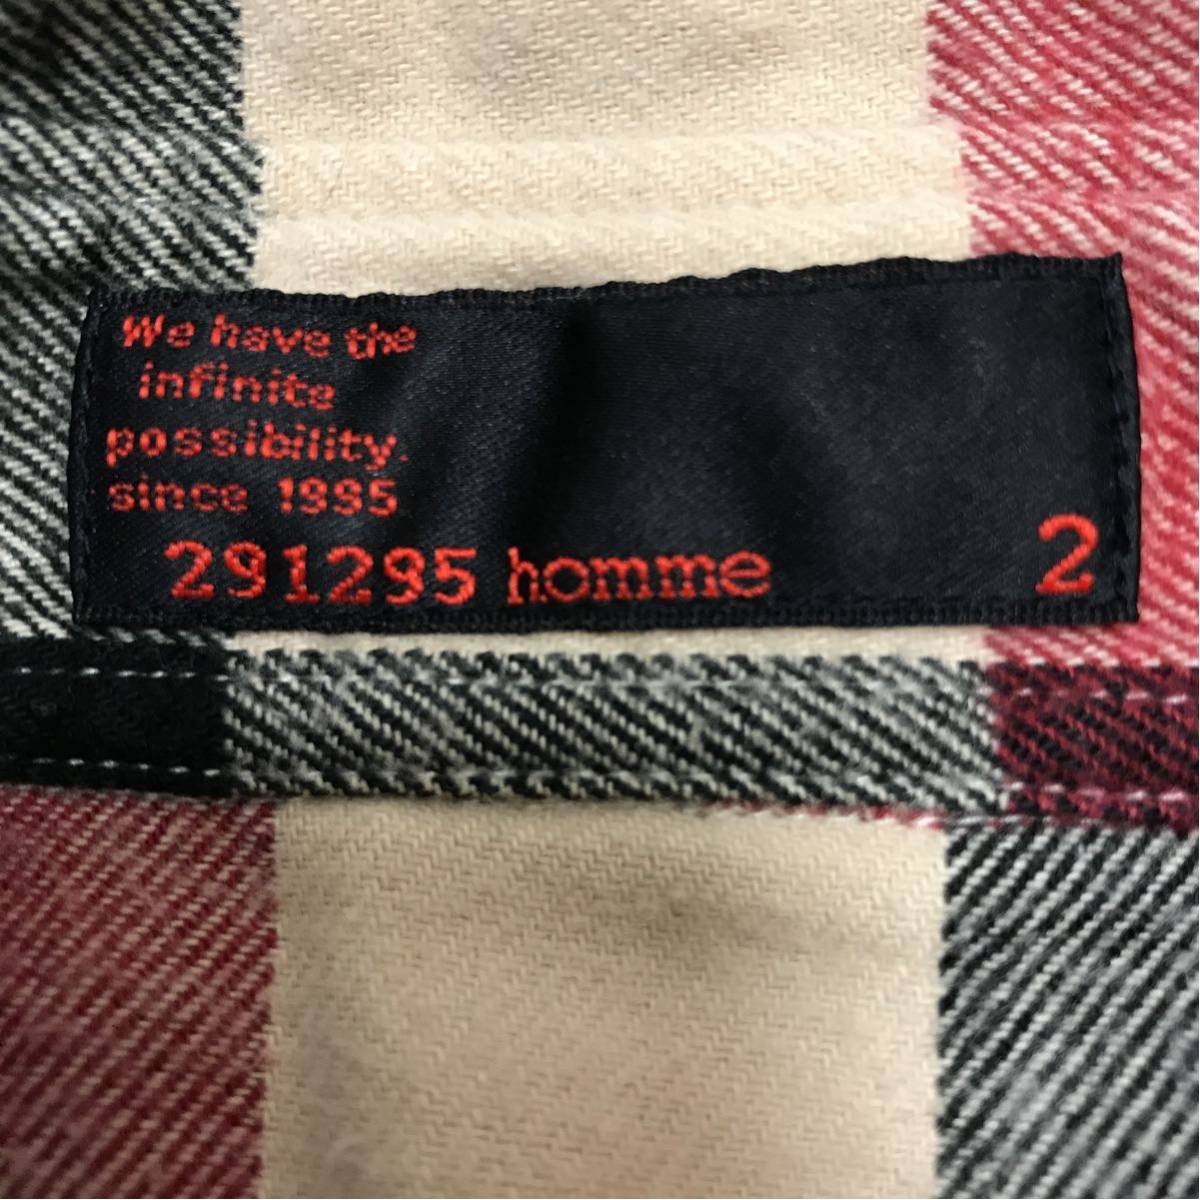 We have the
infinite
possibility.
since 1995
291295 homme 2